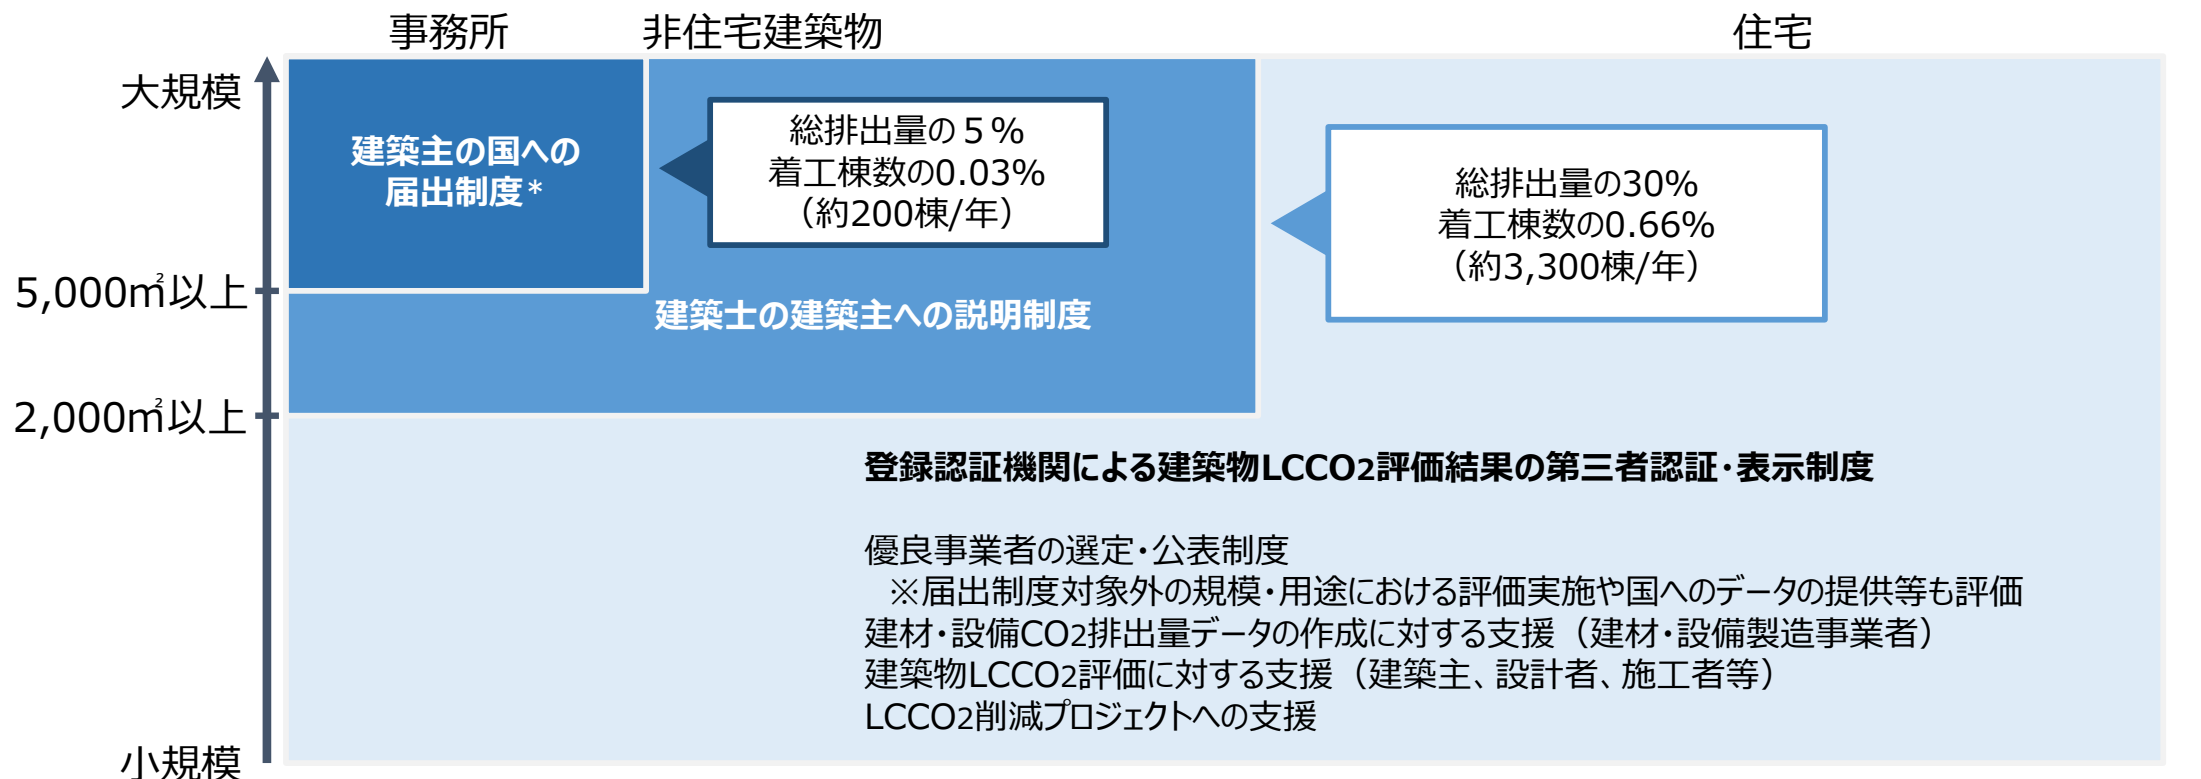 事務所
非住宅建築物
住宅
大規模
建築主の国への
届出制度*
総排出量の５%
着工棟数の0.03%
（約200棟/年）
総排出量の30%
着工棟数の0.66%
（約3,300棟/年）
5,000㎡以上
建築士の建築主への説明制度
2,000㎡以上
登録認証機関による建築物LCCO2評価結果の第三者認証・表示制度
優良事業者の選定・公表制度
※届出制度対象外の規模・用途における評価実施や国へのデータの提供等も評価
建材・設備CO2排出量データの作成に対する支援（建材・設備製造事業者）
建築物LCCO2評価に対する支援（建築主、設計者、施工者等）
LCCO2削減プロジェクトへの支援
小規模